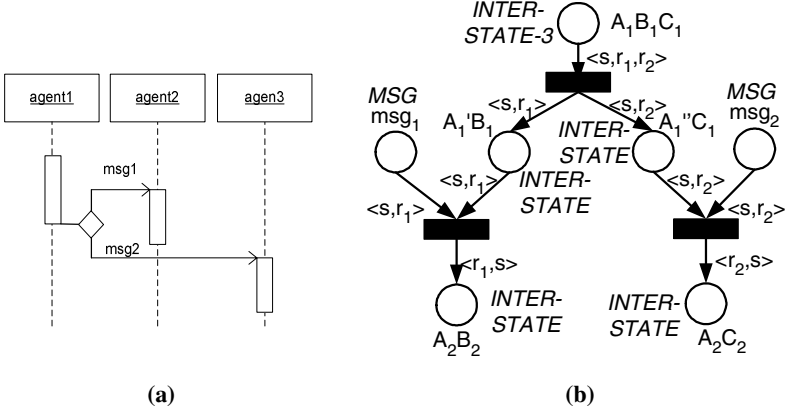 agent1
agent2
agen3
msg1
msg2
(a)
INTER-
STATE-3
A₁B₁C₁
<s,r₁,r₂>
MSG
msg₁
<s,r₁>
<s,r₂>
MSG
msg₂
A₁'B₁
INTER-
STATE
A₁''C₁
<s,r₁>
<s,r₁>
INTER-
STATE
<s,r₂>
<s,r₂>
<r₁,s>
<r₂,s>
INTER-
STATE
A₂B₂
INTER-
STATE
A₂C₂
(b)